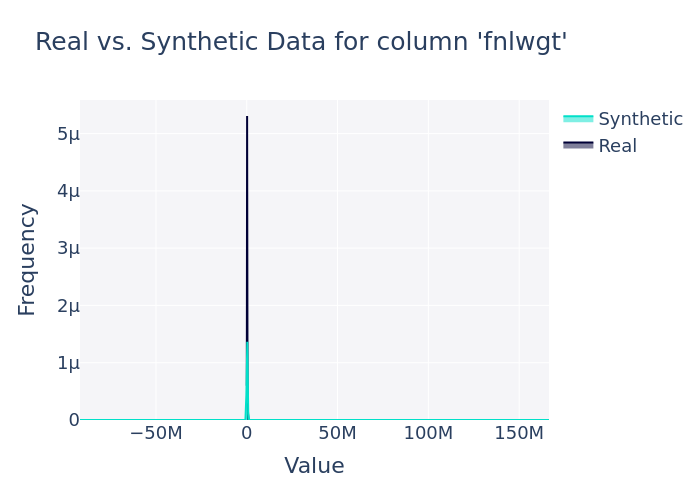 Real vs. Synthetic Data for column 'fnlwgt'
Synthetic
Real
5μ
4μ
3μ
2μ
1μ
0
Frequency
−50M
0
50M
100M
150M
Value